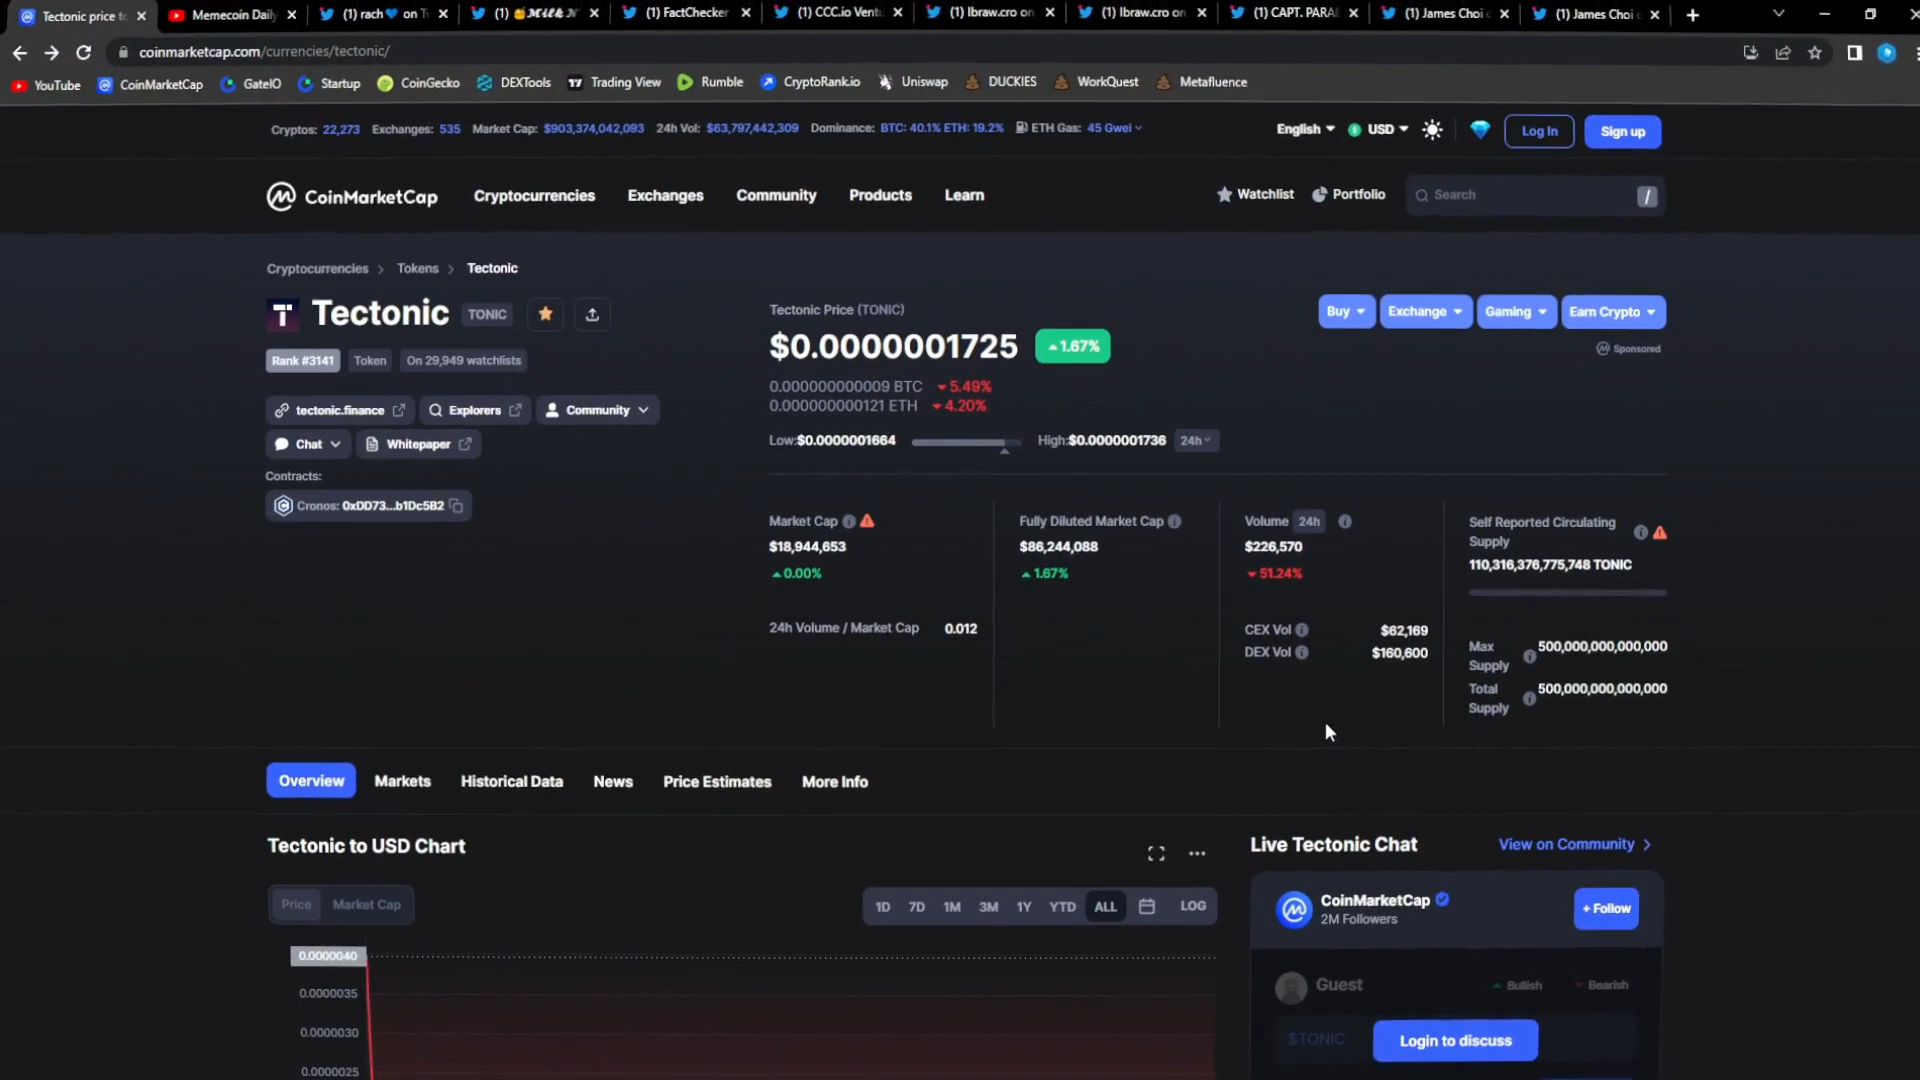 Tectonic price to
Memecoin Daily
(1) rach💙 on Tw
(1) 🍯𝓜𝓲𝓵𝓴 𝓝
(1) FactChecker
(1) CCC.io Ventu
(1) Ibraw.cro on
(1) Ibraw.cro on
(1) CAPT. PARA
(1) James Choi o
(1) James Choi o
coinmarketcap.com/currencies/tectonic/
YouTube
CoinMarketCap
GateIO
Startup
CoinGecko
DEXTools
Trading View
Rumble
CryptoRank.io
Uniswap
DUCKIES
WorkQuest
Metafluence
Cryptos: 22,273 Exchanges: 535 Market Cap: $903,374,042,093 24h Vol: $63,797,442,309 Dominance: BTC: 40.1% ETH: 19.2% ETH Gas: 45 Gwei
English
USD
Log In
Sign up
CoinMarketCap
Cryptocurrencies
Exchanges
Community
Products
Learn
Watchlist
Portfolio
Search
/
Cryptocurrencies > Tokens > Tectonic
Tectonic TONIC
Rank #3141
Token
On 29,949 watchlists
tectonic.finance
Explorers
Community
Chat
Whitepaper
Contracts:
Cronos: 0xDD73...b1Dc5B2
Tectonic Price (TONIC)
$0.0000001725 1.67%
0.000000000009 BTC 5.49%
0.000000000121 ETH 4.20%
Low:$0.0000001664
High:$0.0000001736
24h
Buy
Exchange
Gaming
Earn Crypto
Sponsored
Market Cap
$18,944,653
0.00%
24h Volume / Market Cap 0.012
Fully Diluted Market Cap
$86,244,088
1.67%
Volume 24h
$226,570
51.24%
CEX Vol $62,169
DEX Vol $160,600
Self Reported Circulating
Supply
110,316,376,775,748 TONIC
Max
Supply
500,000,000,000,000
Total
Supply
500,000,000,000,000
Overview
Markets
Historical Data
News
Price Estimates
More Info
Tectonic to USD Chart
Price
Market Cap
1D
7D
1M
3M
1Y
YTD
ALL
LOG
0.0000040
0.0000035
0.0000030
0.0000025
Live Tectonic Chat
View on Community
CoinMarketCap
2M Followers
+ Follow
Guest
Bullish
Bearish
$TONIC
Login to discuss